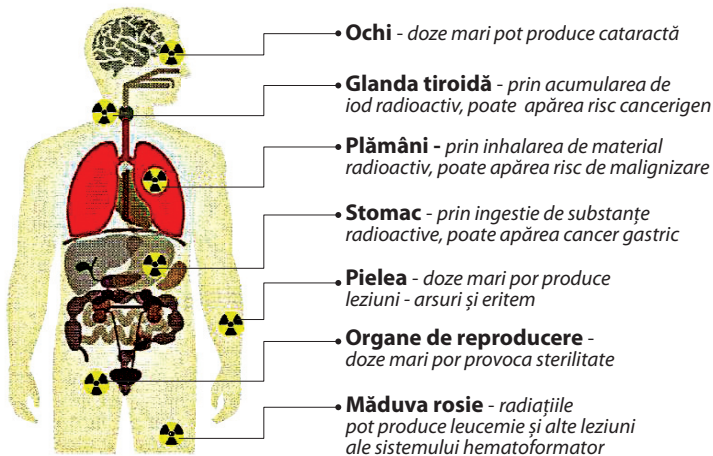 Ochi - doze mari pot produce cataractă
Glanda tiroidă - prin acumularea de
iod radioactiv, poate apărea risc cancerigen
Plămâni - prin inhalarea de material
radioactiv, poate apărea risc de malignizare
Stomac - prin ingestie de substanțe
radioactive, poate apărea cancer gastric
Pielea - doze mari por produce
leziuni - arsuri și eritem
Organe de reproducere -
doze mari por provoca sterilitate
Măduva rosie - radiațiile
pot produce leucemie și alte leziuni
ale sistemului hematoformator